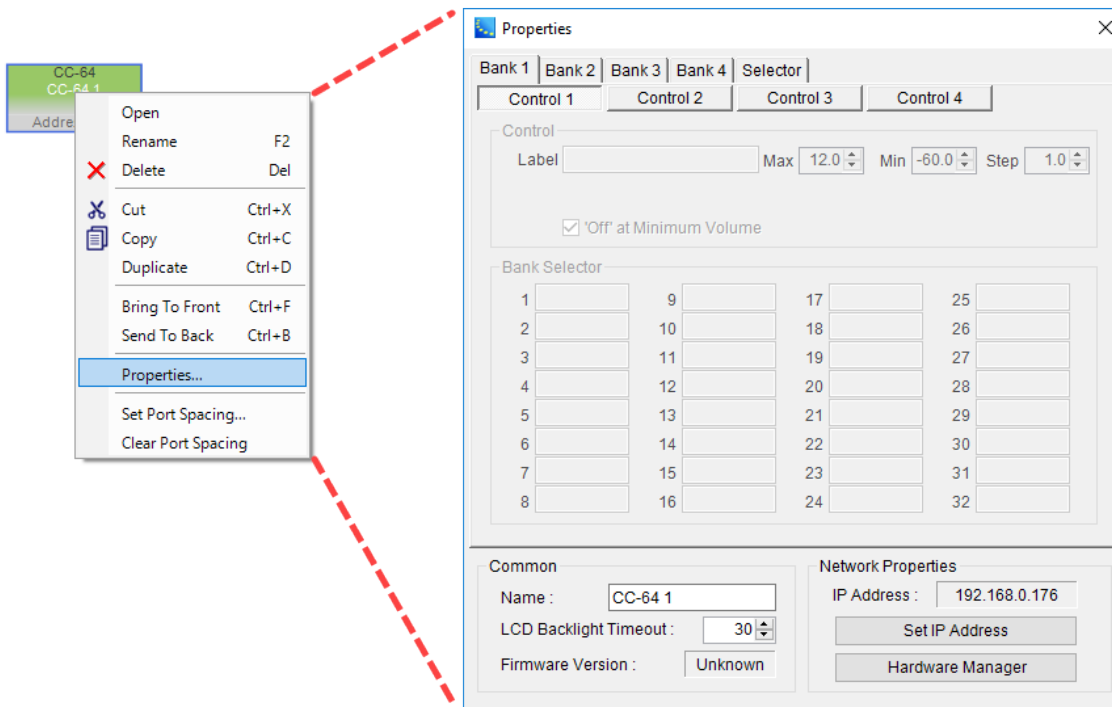 CC-64
CC-64 1
Addre
Open
Rename F2
Delete Del
Cut Ctrl+X
Copy Ctrl+C
Duplicate Ctrl+D
Bring To Front Ctrl+F
Send To Back Ctrl+B
Properties...
Set Port Spacing...
Clear Port Spacing
Properties
Bank 1 Bank 2 Bank 3 Bank 4 Selector
Control 1 Control 2 Control 3 Control 4
Control
Label Max 12.0 Min -60.0 Step 1.0
'Off' at Minimum Volume
Bank Selector
1 9 17 25
2 10 18 26
3 11 19 27
4 12 20 28
5 13 21 29
6 14 22 30
7 15 23 31
8 16 24 32
Common
Name : CC-64 1
LCD Backlight Timeout : 30
Firmware Version : Unknown
Network Properties
IP Address : 192.168.0.176
Set IP Address
Hardware Manager